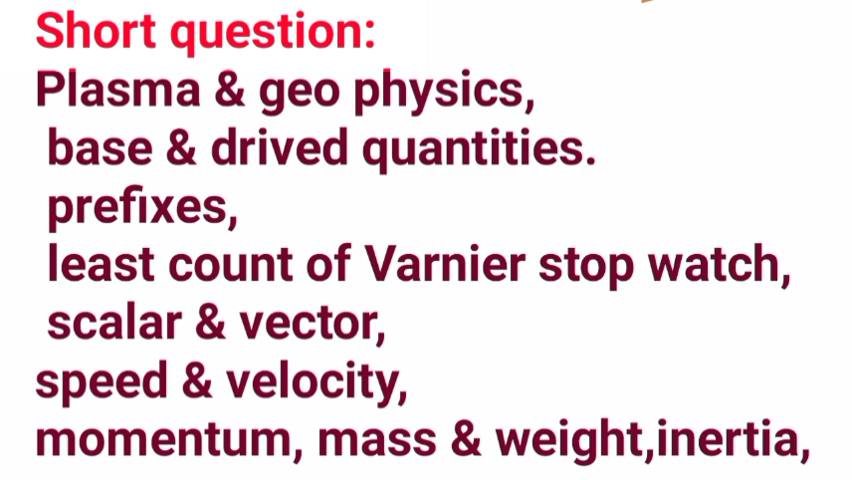 Short question:
Plasma & geo physics,
base & drived quantities.
prefixes,
least count of Varnier stop watch,
scalar & vector,
speed & velocity,
momentum, mass & weight,inertia,